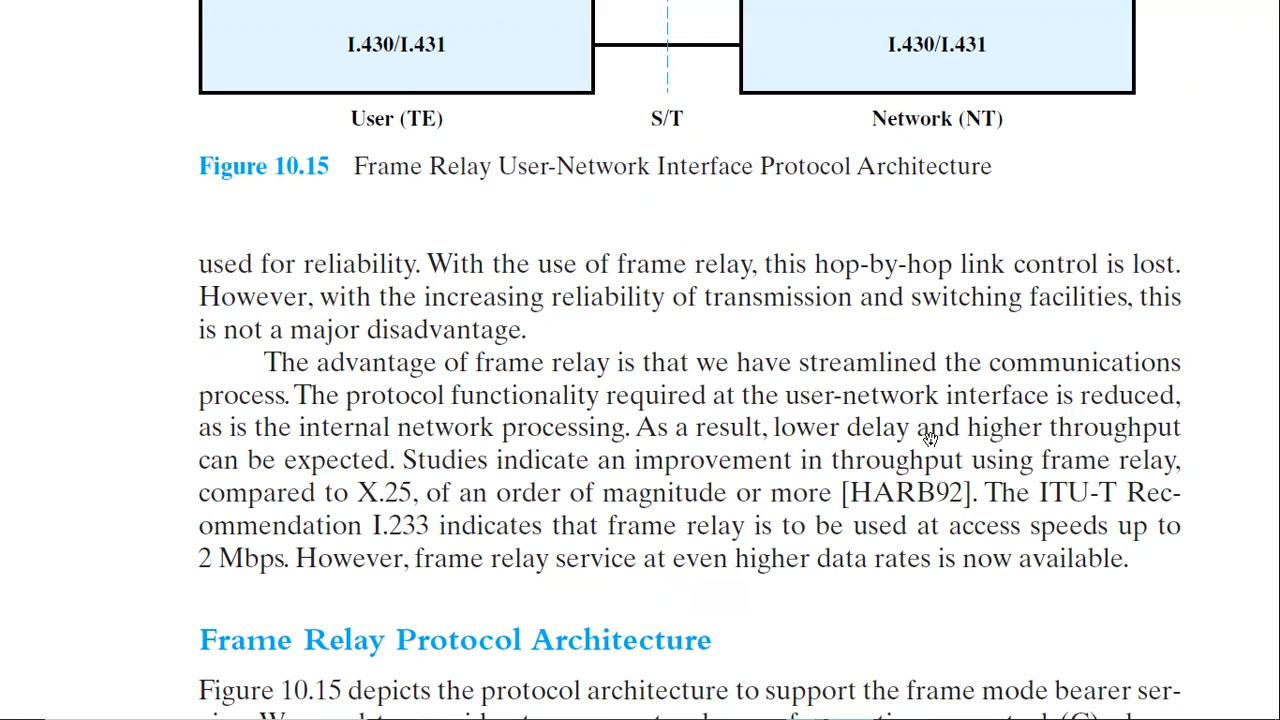 I.430/I.431 I.430/I.431
User (TE) S/T Network (NT)
Figure 10.15 Frame Relay User-Network Interface Protocol Architecture
used for reliability. With the use of frame relay, this hop-by-hop link control is lost.
However, with the increasing reliability of transmission and switching facilities, this
is not a major disadvantage.
The advantage of frame relay is that we have streamlined the communications
process. The protocol functionality required at the user-network interface is reduced,
as is the internal network processing. As a result, lower delay and higher throughput
can be expected. Studies indicate an improvement in throughput using frame relay,
compared to X.25, of an order of magnitude or more [HARB92]. The ITU-T Rec-
ommendation I.233 indicates that frame relay is to be used at access speeds up to
2 Mbps. However, frame relay service at even higher data rates is now available.
Frame Relay Protocol Architecture
Figure 10.15 depicts the protocol architecture to support the frame mode bearer ser-